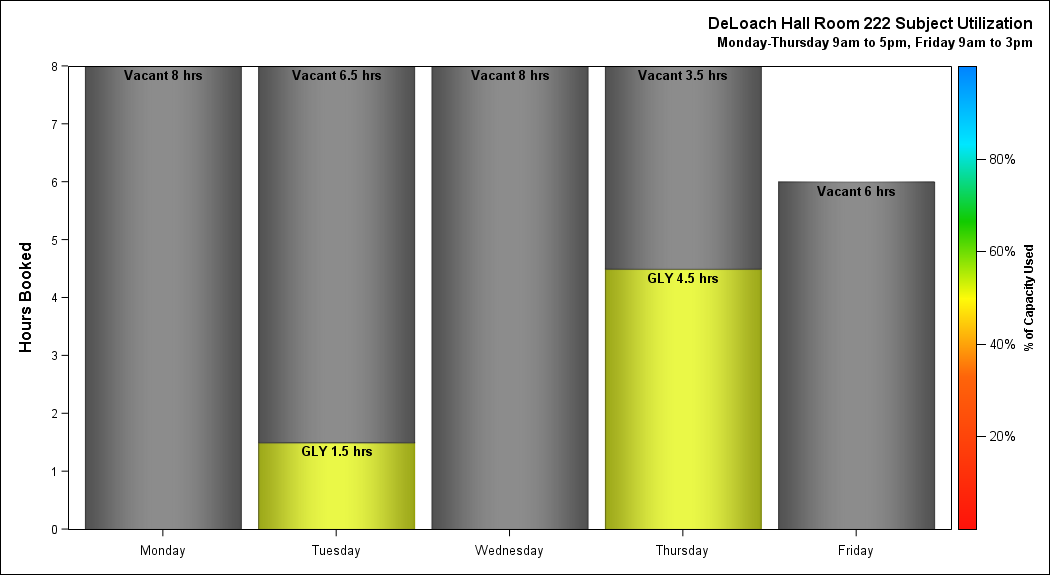 DeLoach Hall Room 222 Subject Utilization
Monday-Thursday 9am to 5pm, Friday 9am to 3pm
Hours Booked
8
7
6
5
4
3
2
1
0
Vacant 8 hrs
Vacant 6.5 hrs
Vacant 8 hrs
Vacant 3.5 hrs
Vacant 6 hrs
GLY 4.5 hrs
GLY 1.5 hrs
Monday
Tuesday
Wednesday
Thursday
Friday
80%
60%
40%
20%
% of Capacity Used